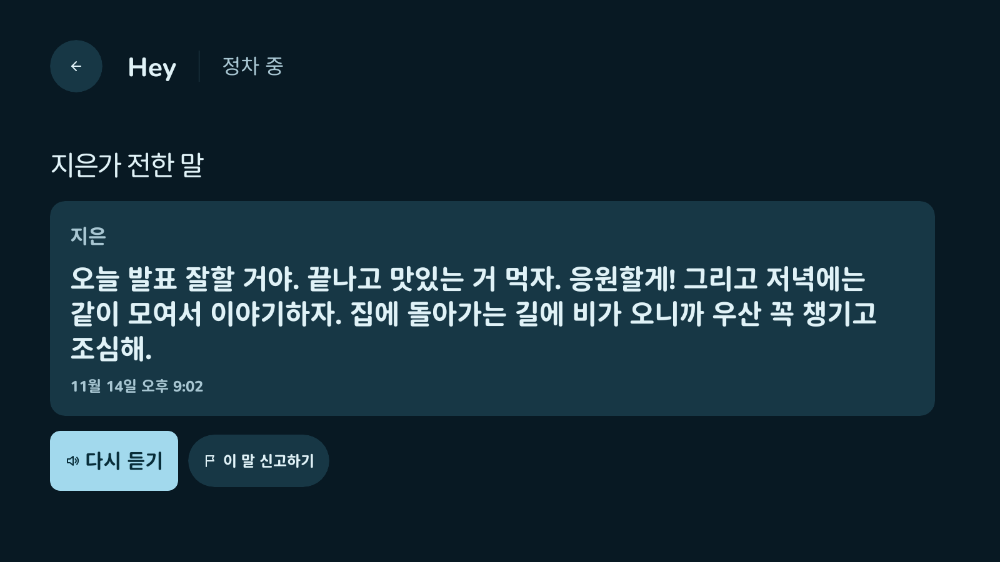 Hey
정차 중
지은가 전한 말
지은
오늘 발표 잘할 거야. 끝나고 맛있는 거 먹자. 응원할게! 그리고 저녁에는
같이 모여서 이야기하자. 집에 돌아가는 길에 비가 오니까 우산 꼭 챙기고
조심해.
11월 14일 오후 9:02
다시 듣기
이 말 신고하기